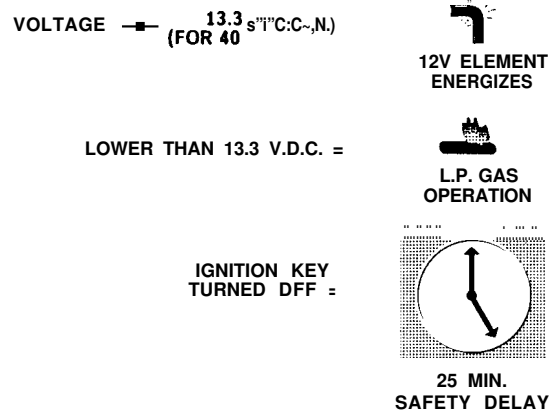 VOLTAGE 13.3 s"i"C:C~,N.)
(FOR 40
12V ELEMENT
ENERGIZES
LOWER THAN 13.3 V.D.C. =
L.P. GAS
OPERATION
IGNITION KEY
TURNED DFF :
25 MIN.
SAFETY DELAY